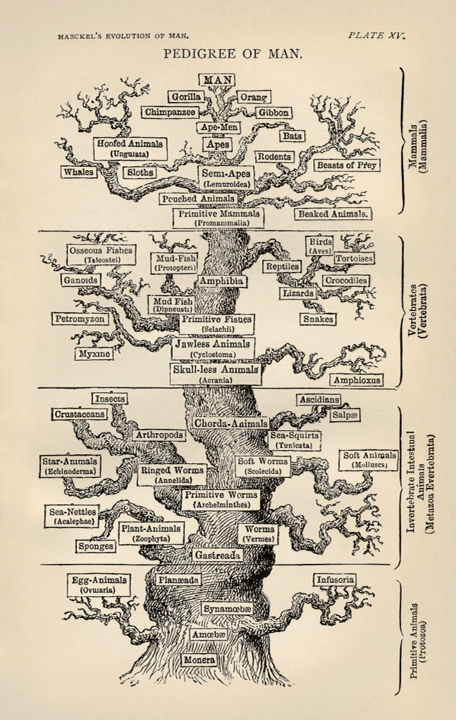 HAECKEL'S EVOLUTION OF MAN.
PLATE XV.
PEDIGREE OF MAN.
MAN
Gorilla
Orang
Chimpanzee
Gibbon
Ape-Men
Bats
Apes
Hoofed Animals
(Ungulata)
Rodents
Beasts of Prey
Whales
Sloths
Semi-Apes
(Lemuroidea)
Pouched Animals
Primitive Mammals
(Promammalia)
Beaked Animals.
Mammals
(Mammalia)
Osseous Fishes
(Teleostei)
Mud-Fish
(Protopteri)
Birds
(Aves)
Tortoises
Reptiles
Ganoids
Amphibia
Crocodiles
Lizards
Mud Fish
(Dipneusti)
Petromyzon
Primitive Fishes
(Selachii)
Snakes
Jawless Animals
(Cyclostoma)
Myxine
Skull-less Animals
(Acrania)
Amphioxus
Vertebrates
(Vertebrata)
Insects
Ascidians
Crustaceans
Salpæ
Chorda-Animals
Arthropods
Sea-Squirts
(Tunicata)
Star-Animals
(Echinoderma)
Ringed Worms
(Annelida)
Soft Worms
(Scolecida)
Soft Animals
(Molluscs)
Primitive Worms
(Archelminthes)
Sea-Nettles
(Acalephae)
Plant-Animals
(Zoophyta)
Worms
(Vermes)
Sponges
Gastreada
Invertebrate Intestinal
Animals
(Metazoa Evertebrata)
Egg-Animals
(Ovularia)
Planæada
Infusoria
Synamœbæ
Amœbæ
Monera
Primitive Animals
(Protozoa)